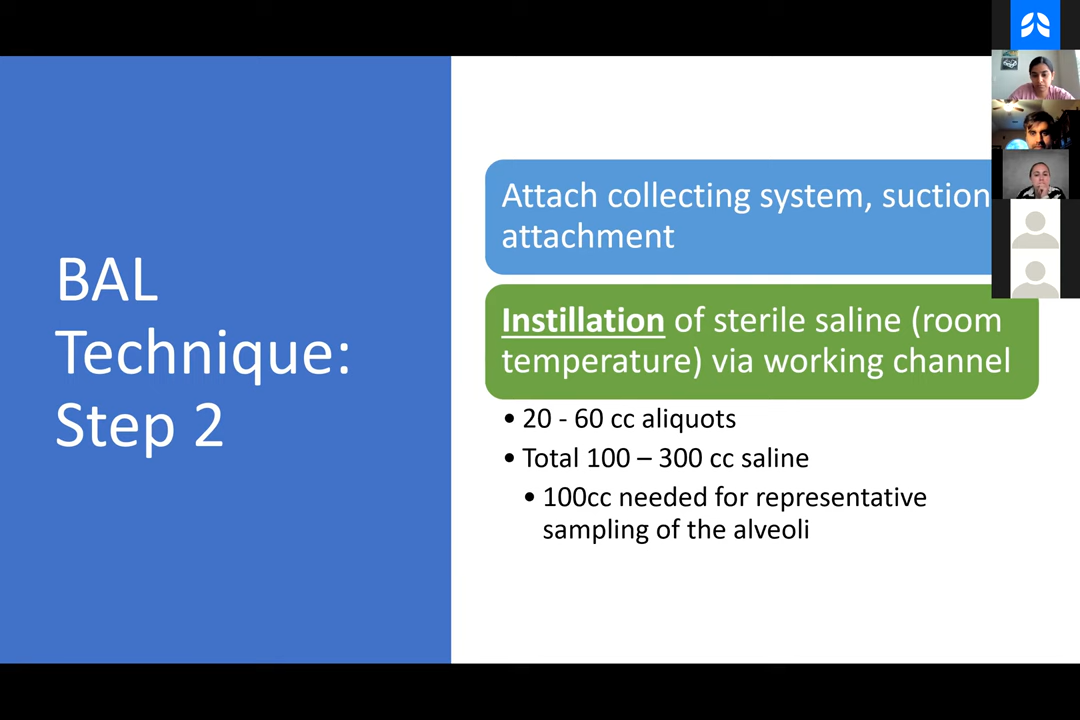 BAL
Technique:
Step 2
Attach collecting system, suction
attachment
Instillation of sterile saline (room
temperature) via working channel
• 20 - 60 cc aliquots
• Total 100 – 300 cc saline
• 100cc needed for representative
sampling of the alveoli